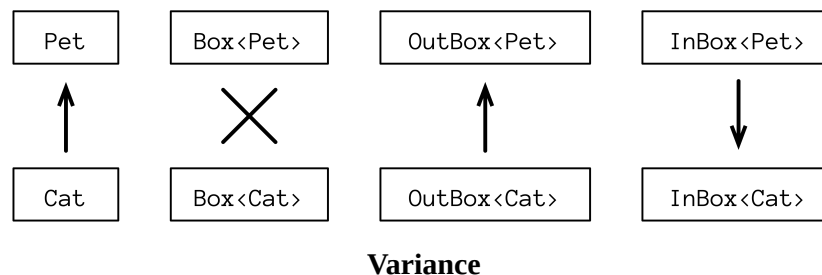 Pet Box<Pet> OutBox<Pet> InBox<Pet>
Cat Box<Cat> OutBox<Cat> InBox<Cat>
Variance